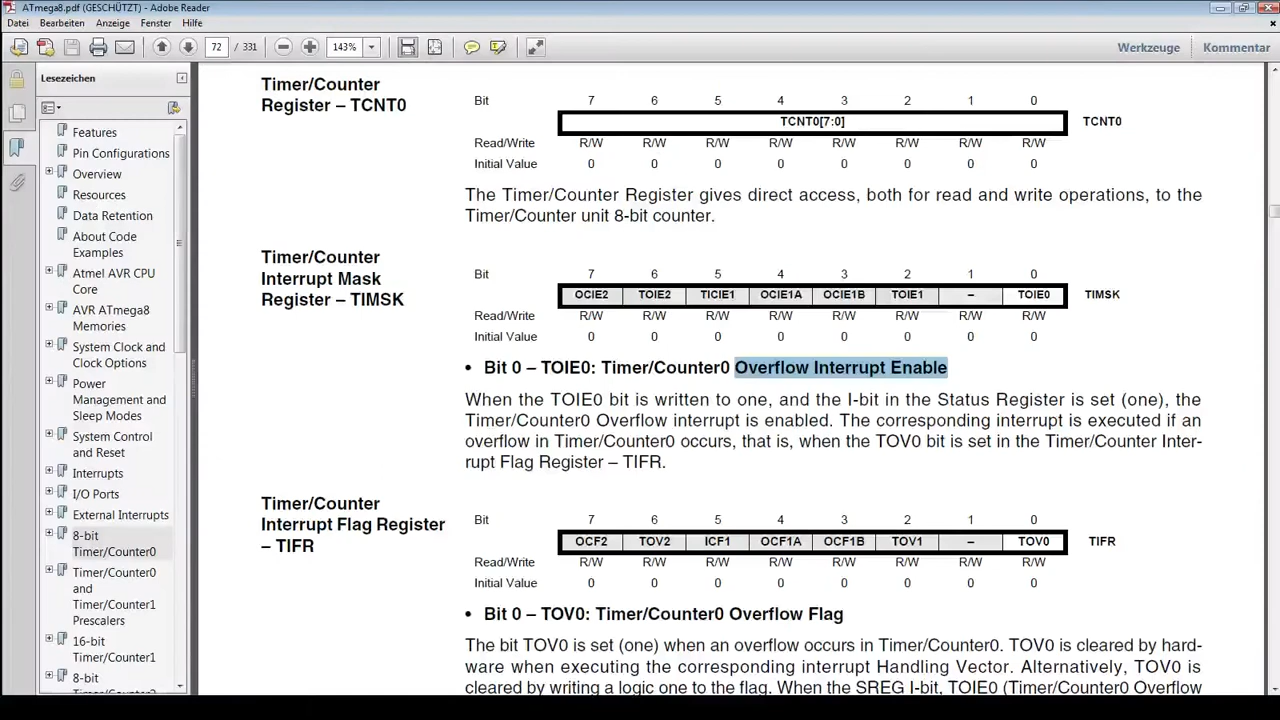 ATmega8.pdf (GESCHÜTZT) - Adobe Reader
Datei Bearbeiten Anzeige Fenster Hilfe
72 / 331 143% Werkzeuge Kommentar
Lesezeichen
Features
Pin Configurations
Overview
Resources
Data Retention
About Code
Examples
Atmel AVR CPU
Core
AVR ATmega8
Memories
System Clock and
Clock Options
Power
Management and
Sleep Modes
System Control
and Reset
Interrupts
I/O Ports
External Interrupts
8-bit
Timer/Counter0
Timer/Counter0
and
Timer/Counter1
Prescalers
16-bit
Timer/Counter1
8-bit
Timer/Counter
Register – TCNT0
Bit 7 6 5 4 3 2 1 0
TCNT0[7:0] TCNT0
Read/Write R/W R/W R/W R/W R/W R/W R/W R/W
Initial Value 0 0 0 0 0 0 0 0
The Timer/Counter Register gives direct access, both for read and write operations, to the
Timer/Counter unit 8-bit counter.
Timer/Counter
Interrupt Mask
Register – TIMSK
Bit 7 6 5 4 3 2 1 0
OCIE2 TOIE2 TICIE1 OCIE1A OCIE1B TOIE1 – TOIE0 TIMSK
Read/Write R/W R/W R/W R/W R/W R/W R/W R/W
Initial Value 0 0 0 0 0 0 0 0
• Bit 0 – TOIE0: Timer/Counter0 Overflow Interrupt Enable
When the TOIE0 bit is written to one, and the I-bit in the Status Register is set (one), the
Timer/Counter0 Overflow interrupt is enabled. The corresponding interrupt is executed if an
overflow in Timer/Counter0 occurs, that is, when the TOV0 bit is set in the Timer/Counter Inter-
rupt Flag Register – TIFR.
Timer/Counter
Interrupt Flag Register
– TIFR
Bit 7 6 5 4 3 2 1 0
OCF2 TOV2 ICF1 OCF1A OCF1B TOV1 – TOV0 TIFR
Read/Write R/W R/W R/W R/W R/W R/W R/W R/W
Initial Value 0 0 0 0 0 0 0 0
• Bit 0 – TOV0: Timer/Counter0 Overflow Flag
The bit TOV0 is set (one) when an overflow occurs in Timer/Counter0. TOV0 is cleared by hard-
ware when executing the corresponding interrupt Handling Vector. Alternatively, TOV0 is
cleared by writing a logic one to the flag. When the SREG I-bit, TOIE0 (Timer/Counter0 Overflow